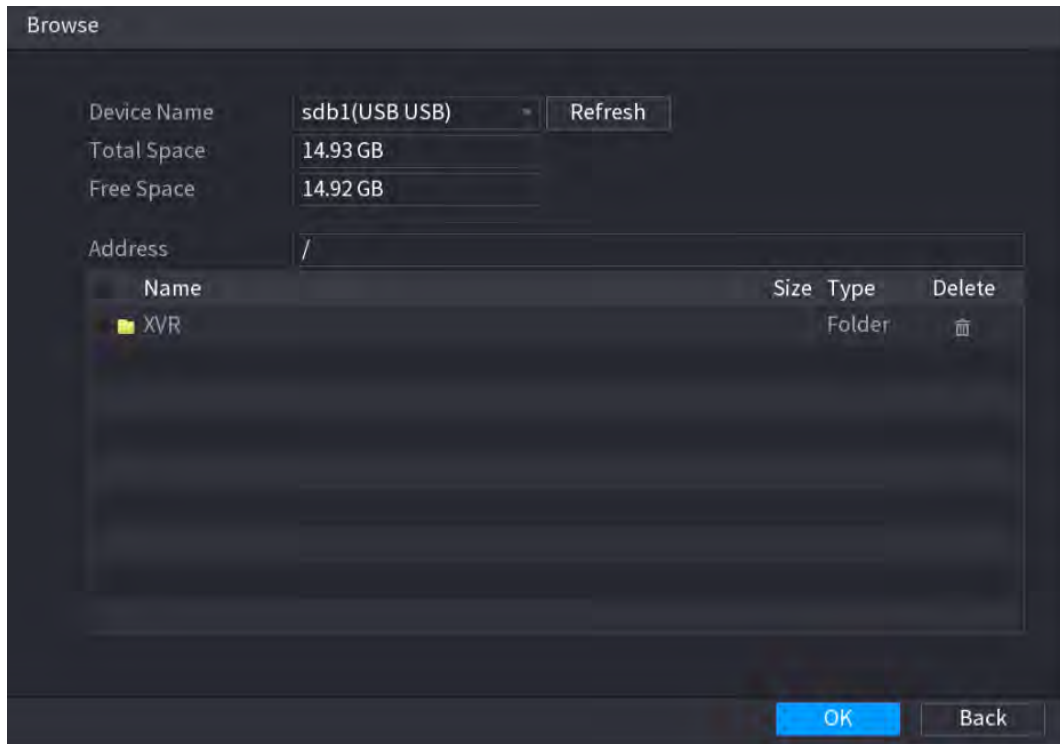 Browse
Device Name sdb1(USB USB) Refresh
Total Space 14.93 GB
Free Space 14.92 GB
Address /
Name Size Type Delete
XVR Folder
OK Back